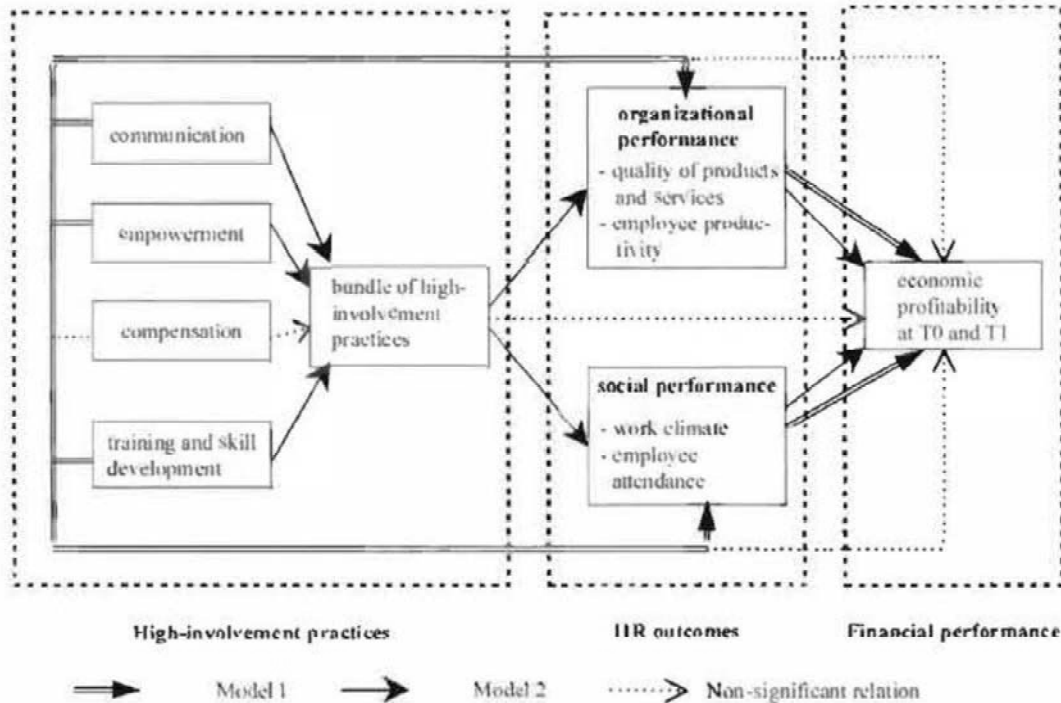 communication
empowerment
compensation
training and skill
development
bundle of high-
involvement
practices
organizational
performance
- quality of products
and services
- employee produc-
tivity
social performance
- work climate
- employee
attendance
economic
profitability
at T0 and T1
High-involvement practices
HR outcomes
Financial performance
Model 1
Model 2
Non-significant relation